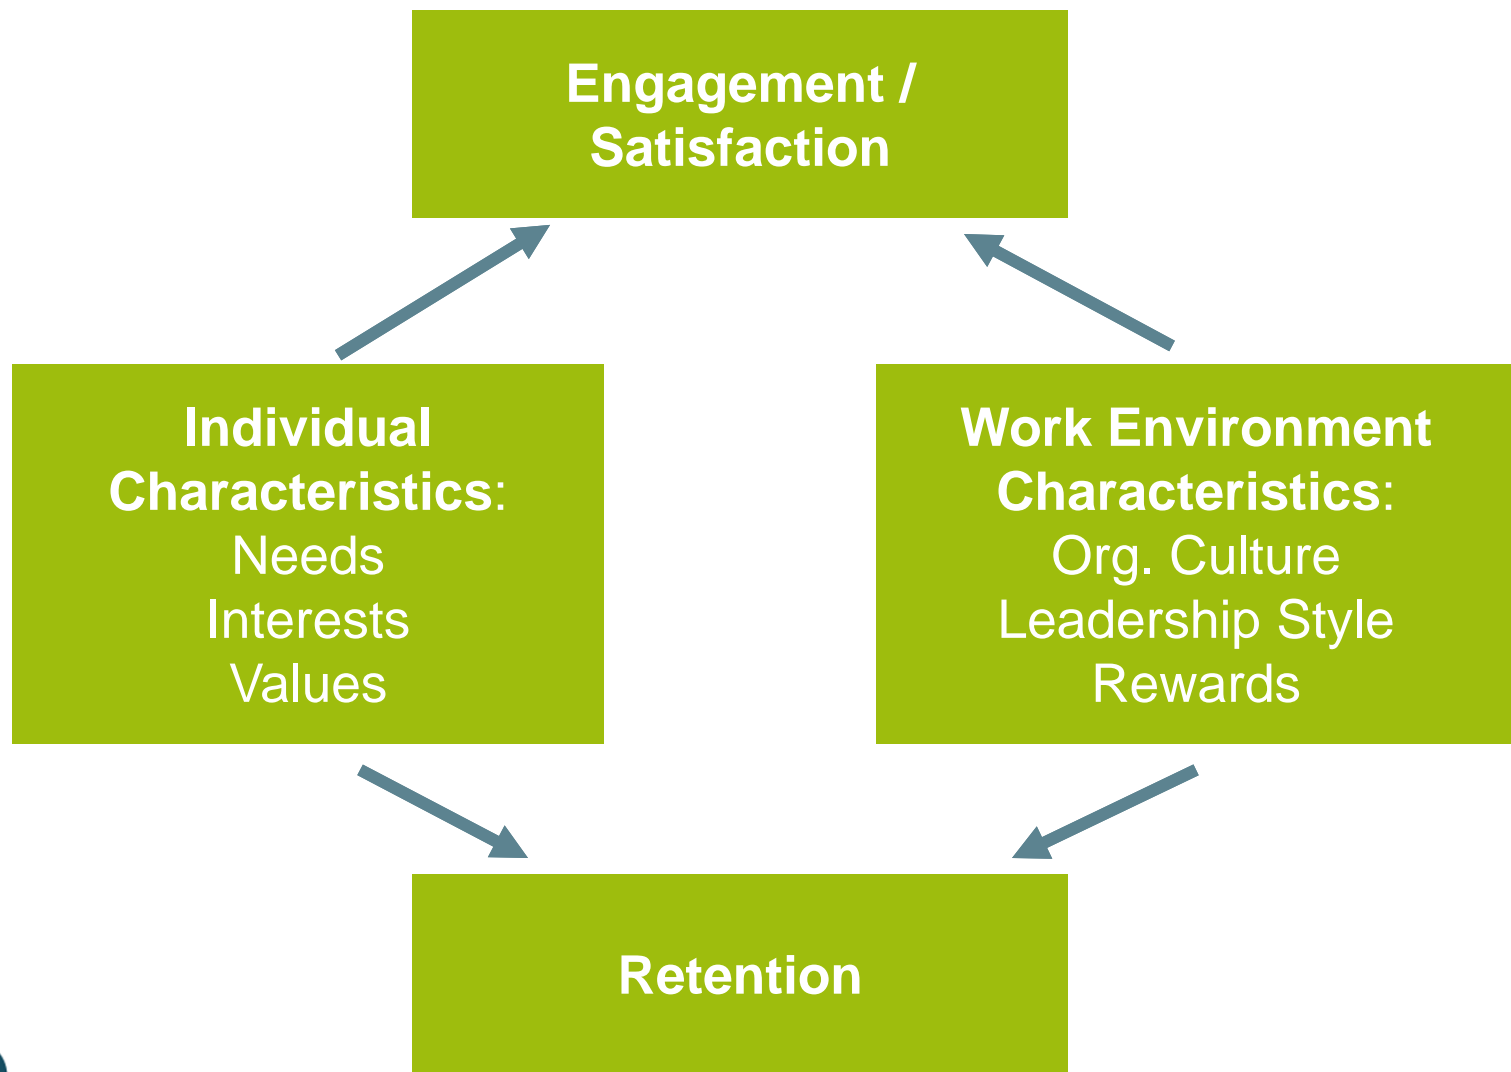 Engagement /
Satisfaction
Individual
Characteristics:
Needs
Interests
Values
Work Environment
Characteristics:
Org. Culture
Leadership Style
Rewards
Retention